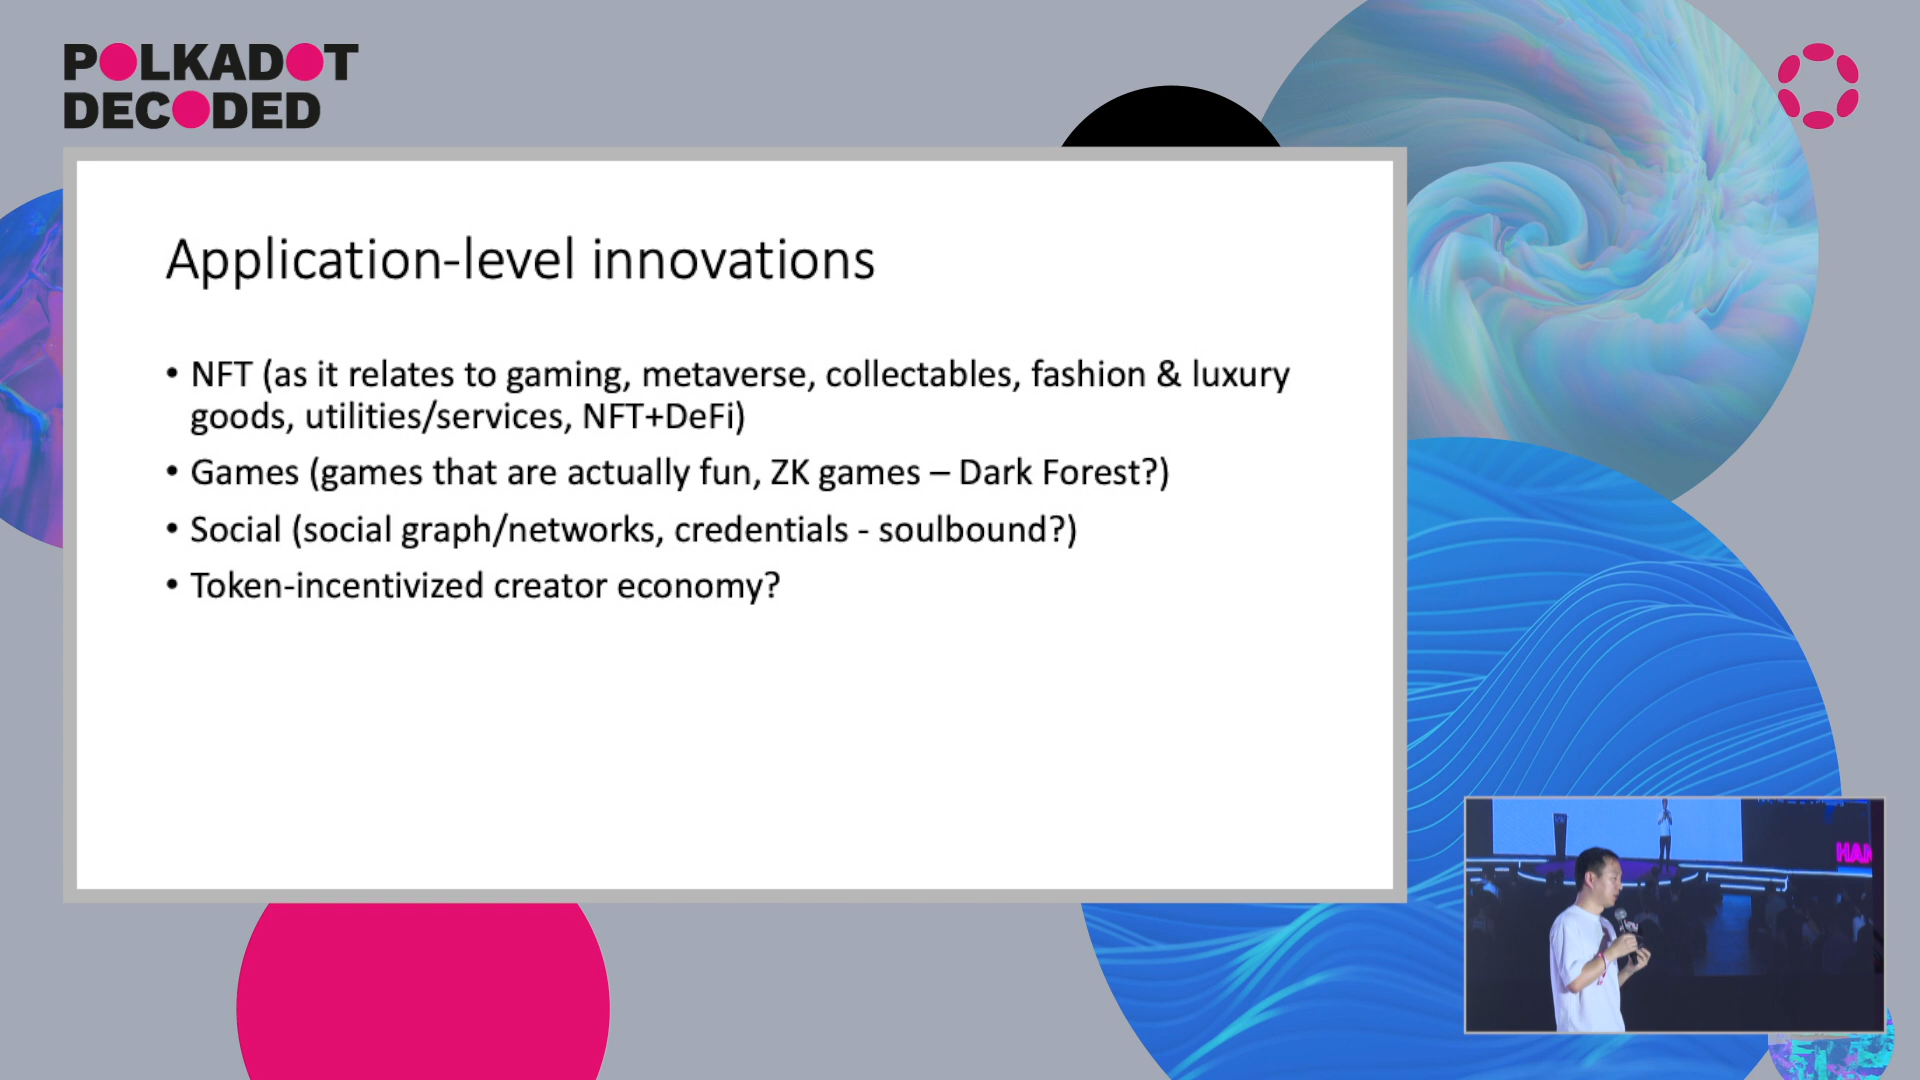 POLKADOT
DECODED
Application-level innovations
• NFT (as it relates to gaming, metaverse, collectables, fashion & luxury
goods, utilities/services, NFT+DeFi)
• Games (games that are actually fun, ZK games – Dark Forest?)
• Social (social graph/networks, credentials - soulbound?)
• Token-incentivized creator economy?
HAN